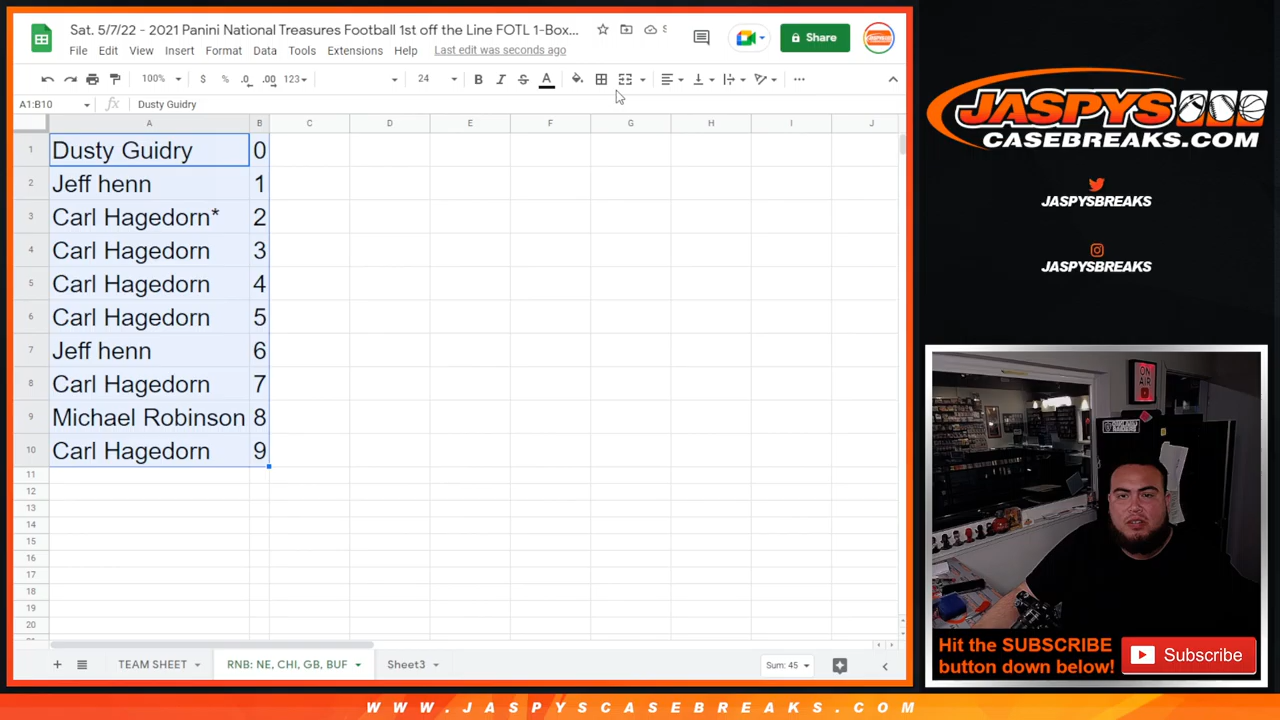 Sat. 5/7/22 - 2021 Panini National Treasures Football 1st off the Line FOTL 1-Box...
File Edit View Insert Format Data Tools Extensions Help Last edit was seconds ago
Share
100% $ % .0 .00 123 24 B I S A
A1:B10 fx Dusty Guidry
A B C D E F G H I J
1 Dusty Guidry 0
2 Jeff henn 1
3 Carl Hagedorn* 2
4 Carl Hagedorn 3
5 Carl Hagedorn 4
6 Carl Hagedorn 5
7 Jeff henn 6
8 Carl Hagedorn 7
9 Michael Robinson 8
10 Carl Hagedorn 9
11
12
13
14
15
16
17
18
19
20
+ TEAM SHEET RNB: NE, CHI, GB, BUF Sheet3 Sum: 45
JASPYS
CASEBREAKS.COM
JASPYSBREAKS
JASPYSBREAKS
ON AIR
Hit the SUBSCRIBE
button down below!
Subscribe
WWW.JASPYSCASEBREAKS.COM